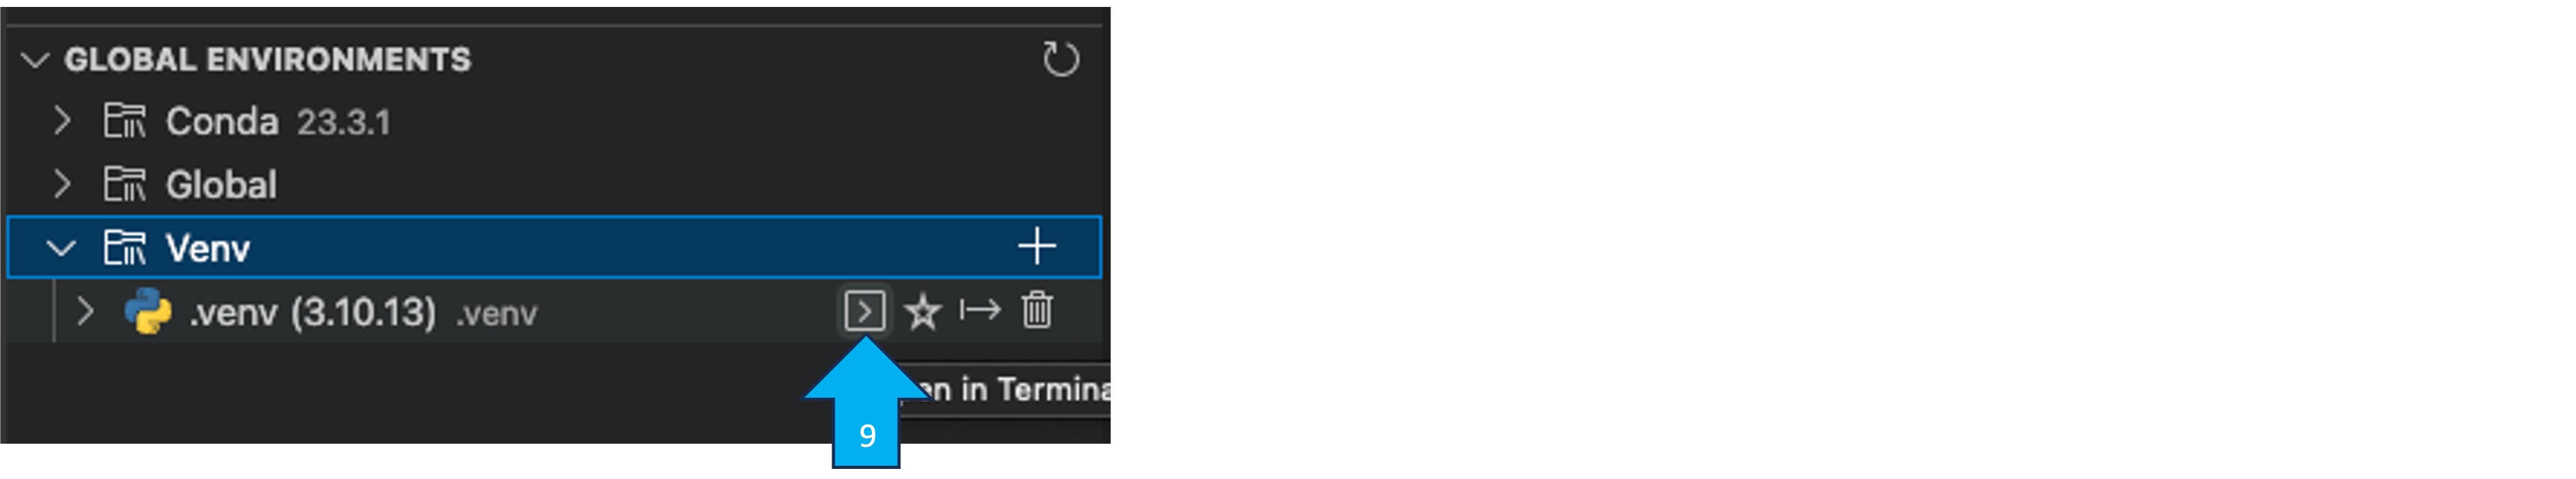 GLOBAL ENVIRONMENTS
Conda 23.3.1
Global
Venv
.venv (3.10.13) .venv
in Termina
9